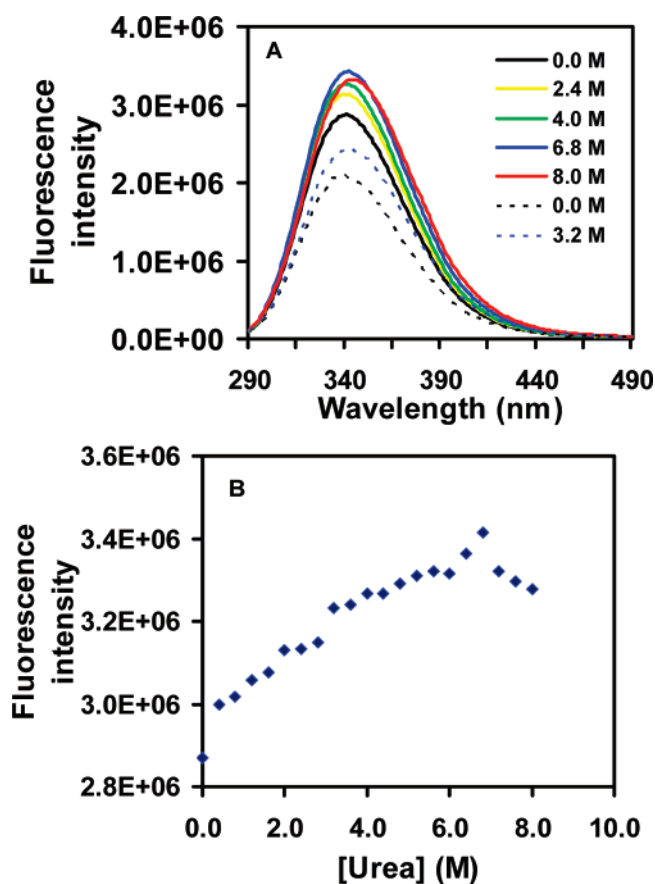 A
4.0E+06
3.0E+06
2.0E+06
1.0E+06
0.0E+00
Fluorescence
intensity
0.0 M
2.4 M
4.0 M
6.8 M
8.0 M
0.0 M
3.2 M
290 340 390 440 490
Wavelength (nm)
B
3.6E+06
3.4E+06
3.2E+06
3.0E+06
2.8E+06
Fluorescence
intensity
0.0 2.0 4.0 6.0 8.0 10.0
[Urea] (M)